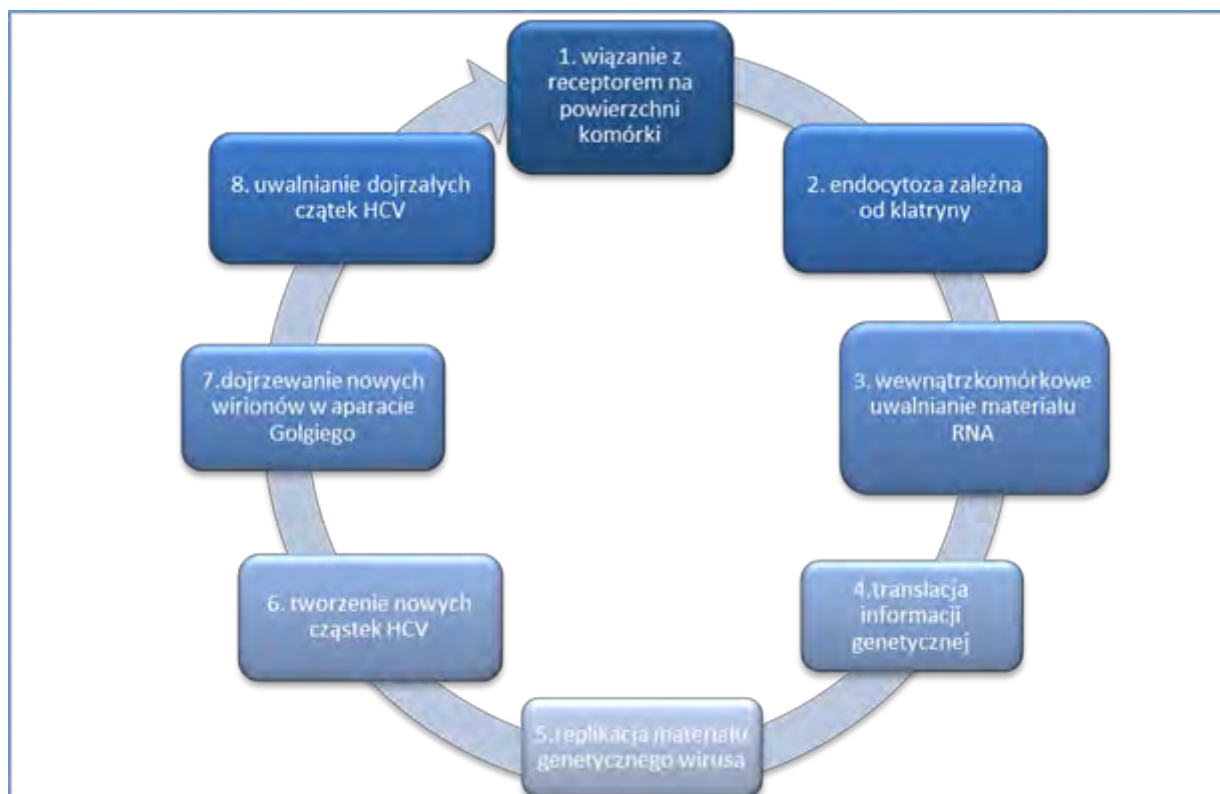 1. wiązanie z
receptorem na
powierzchni
komórki
2. endocytoza zależna
od klatryny
3. wewnątrzkomórkowe
uwalnianie materiału
RNA
4.translacja
informacji
genetycznej
5.replikacja materiału
genetycznego wirusa
6. tworzenie nowych
cząstek HCV
7.dojrzewanie nowych
wirionów w aparacie
Golgiego
8. uwalnianie dojrzałych
czątek HCV